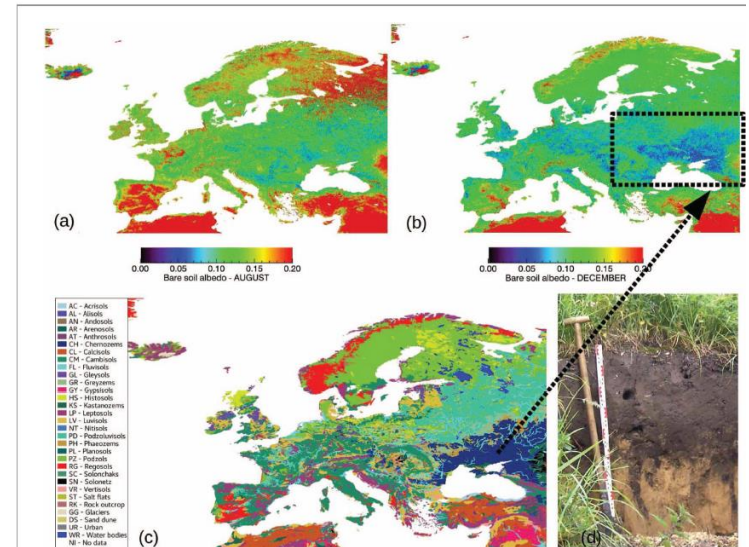 (a)
(b)
0.00 0.05 0.10 0.15 0.20
Bare soil albedo - AUGUST
0.00 0.05 0.10 0.15 0.20
Bare soil albedo - DECEMBER
AC - Acrisols
AL - Alisols
AN - Andosols
AR - Arenosols
AT - Anthrosols
CH - Chernozems
CL - Calcisols
CM - Cambisols
FL - Fluvisols
GL - Gleysols
GR - Greyzems
GY - Gypsisols
HS - Histosols
KS - Kastanozems
LP - Leptosols
LV - Luvisols
NT - Nitisols
PD - Podzoluvisols
PH - Phaeozems
PL - Planosols
PZ - Podzols
RG - Regosols
SC - Solonchaks
SN - Solonetz
VR - Vertisols
ST - Salt flats
RK - Rock outcrop
GG - Glaciers
DS - Sand dune
UR - Urban
WR - Water bodies
NI - No data
(c)
(d)